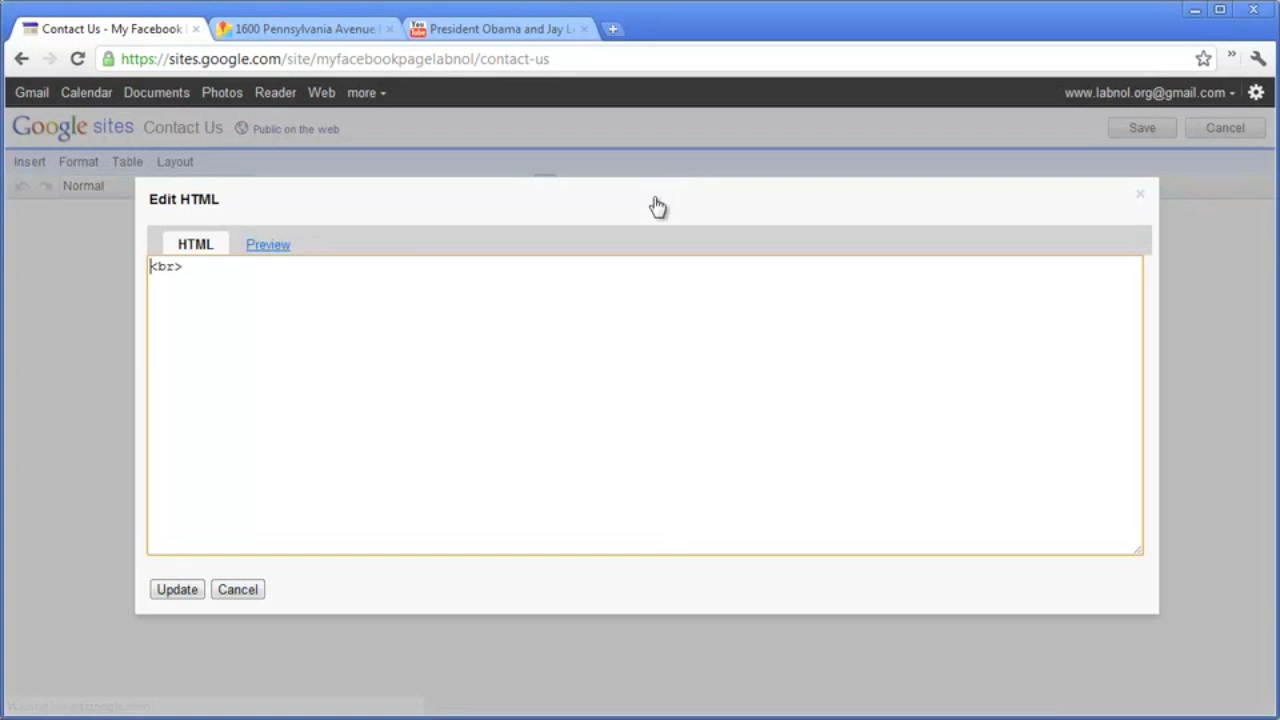 Contact Us - My Facebook
1600 Pennsylvania Avenue
You Tube President Obama and Jay L
https://sites.google.com/site/myfacebookpagelabnol/contact-us
Gmail Calendar Documents Photos Reader Web more www.labnol.org@gmail.com
Google sites Contact Us Public on the web Save Cancel
Insert Format Table Layout
Normal
Edit HTML
HTML Preview
<br>
Update Cancel